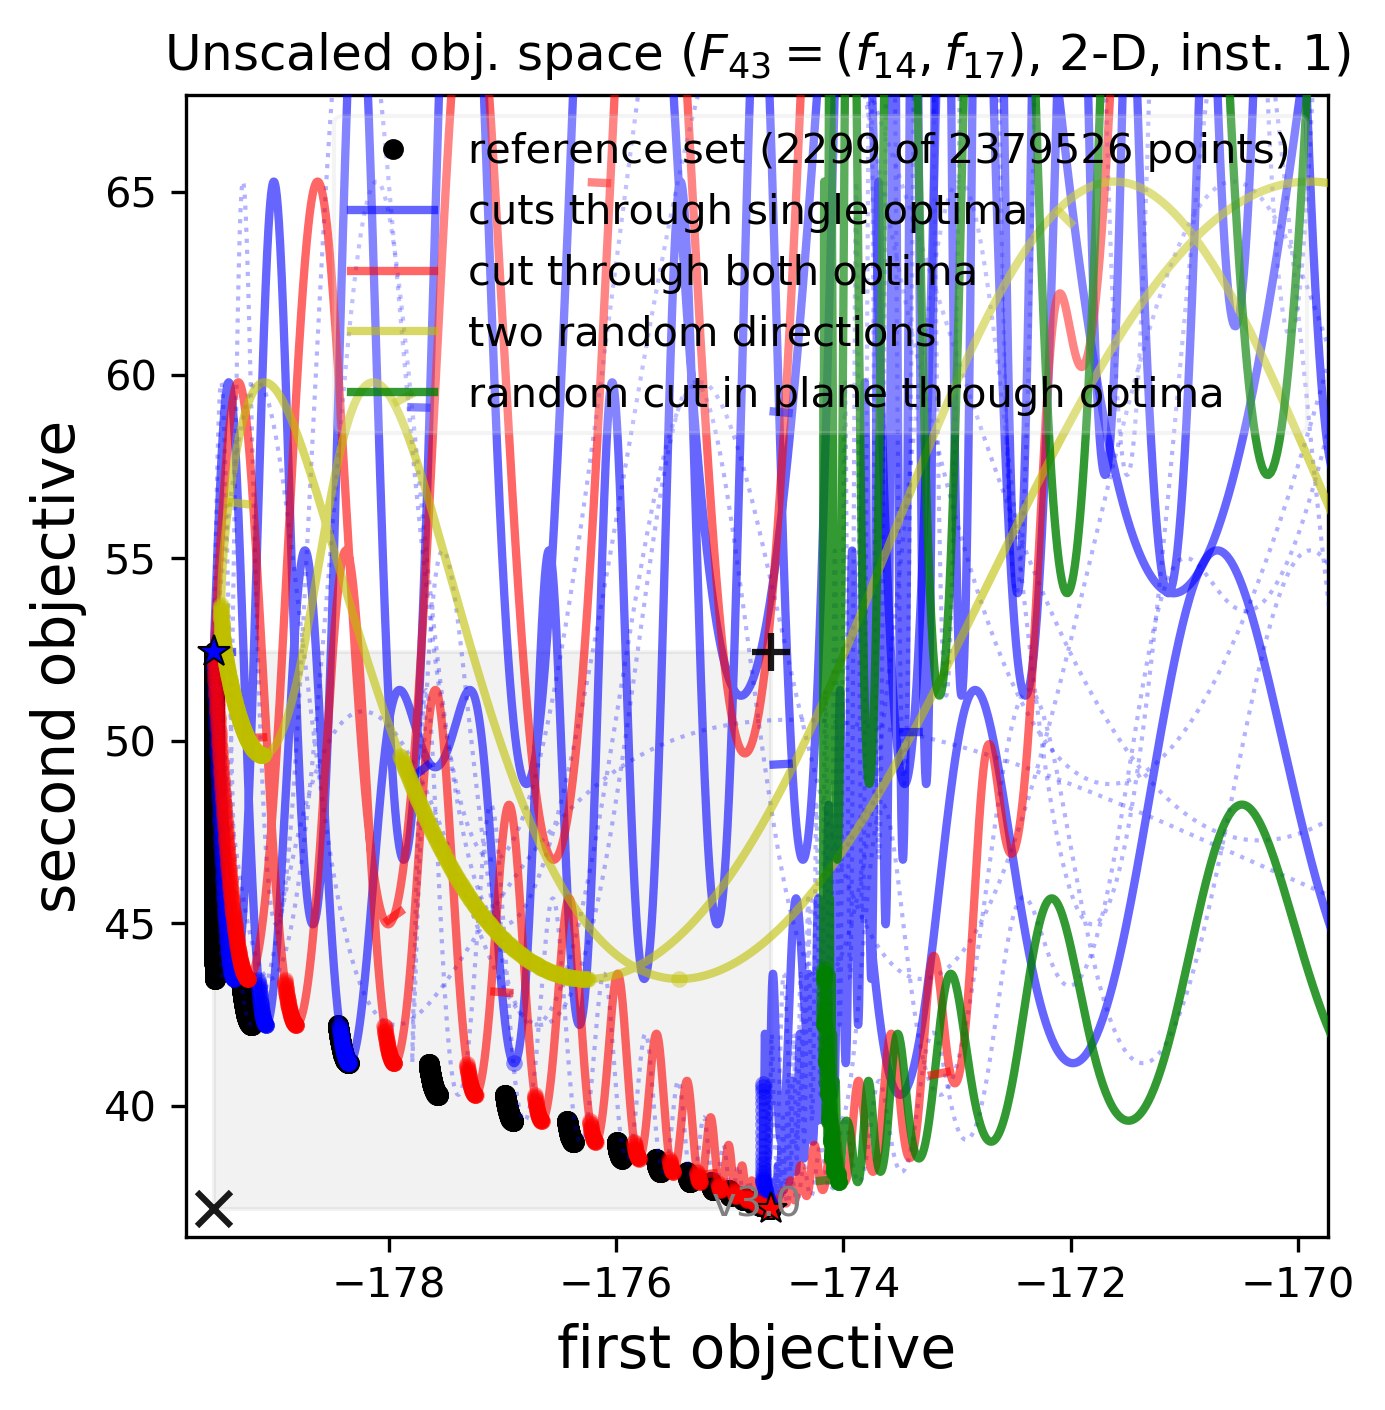 Unscaled obj. space (F₄₃ = (f₁₄, f₁₇), 2-D, inst. 1)
reference set (2299 of 2379526 points)
cuts through single optima
cut through both optima
two random directions
random cut in plane through optima
65
60
55
50
45
40
second objective
v3.0
−178
−176
−174
−172
−170
first objective